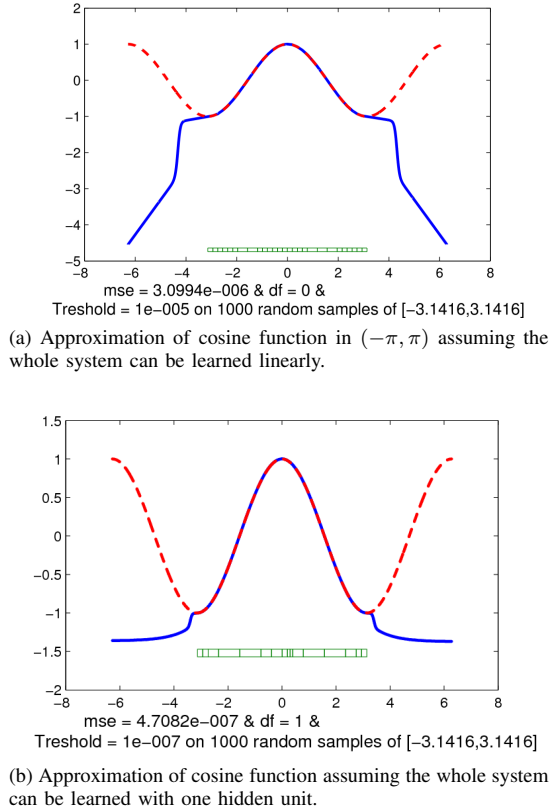 2
1
0
−1
−2
−3
−4
−5
−8 −6 −4 −2 0 2 4 6 8
mse = 3.0994e−006 & df = 0 &
Treshold = 1e−005 on 1000 random samples of [−3.1416,3.1416]
(a) Approximation of cosine function in (−π, π) assuming the
whole system can be learned linearly.
1.5
1
0.5
0
−0.5
−1
−1.5
−2
−8 −6 −4 −2 0 2 4 6 8
mse = 4.7082e−007 & df = 1 &
Treshold = 1e−007 on 1000 random samples of [−3.1416,3.1416]
(b) Approximation of cosine function assuming the whole system
can be learned with one hidden unit.